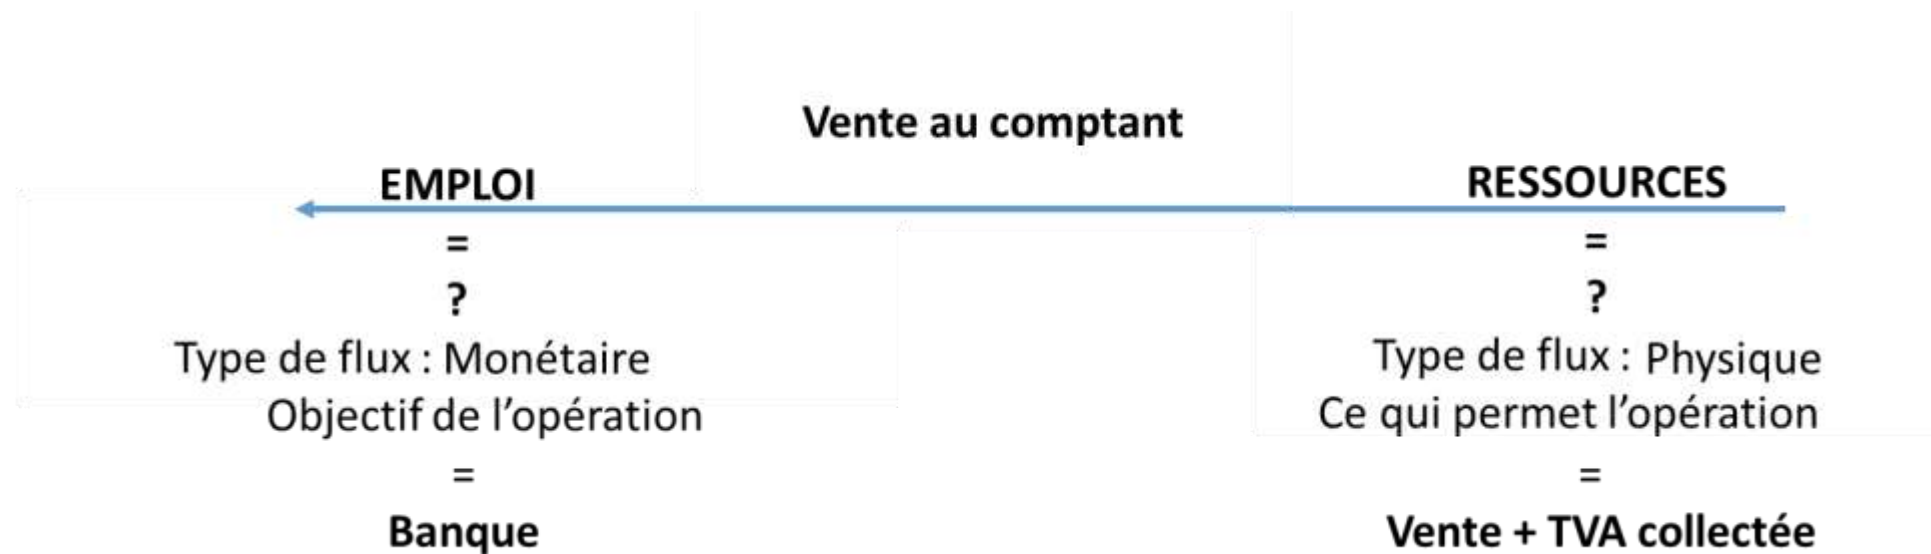 Vente au comptant
EMPLOI
RESSOURCES
=
=
?
?
Type de flux : Monétaire
Type de flux : Physique
Objectif de l'opération
Ce qui permet l'opération
=
=
Banque
Vente + TVA collectée